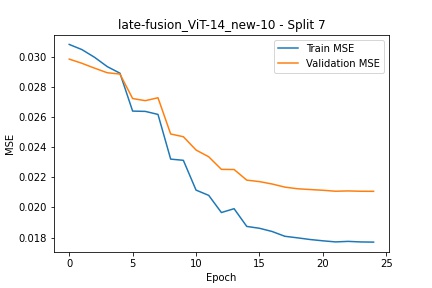 late-fusion_ViT-14_new-10 - Split 7
Train MSE
Validation MSE
MSE
0.030
0.028
0.026
0.024
0.022
0.020
0.018
0
5
10
15
20
25
Epoch